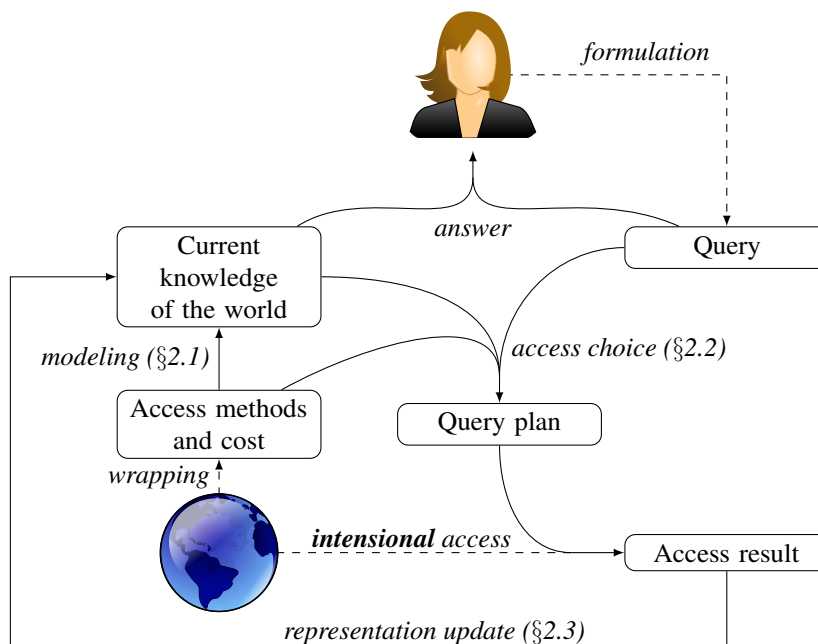 formulation
answer
Current
knowledge
of the world
Query
modeling (§2.1)
access choice (§2.2)
Access methods
and cost
Query plan
wrapping
intensional access
Access result
representation update (§2.3)